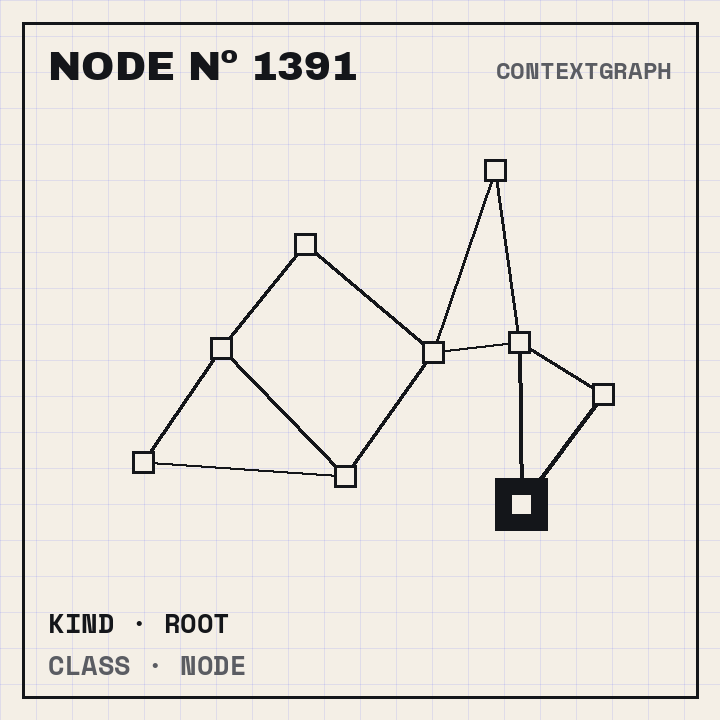 NODE Nº 1391
CONTEXTGRAPH
KIND · ROOT
CLASS · NODE